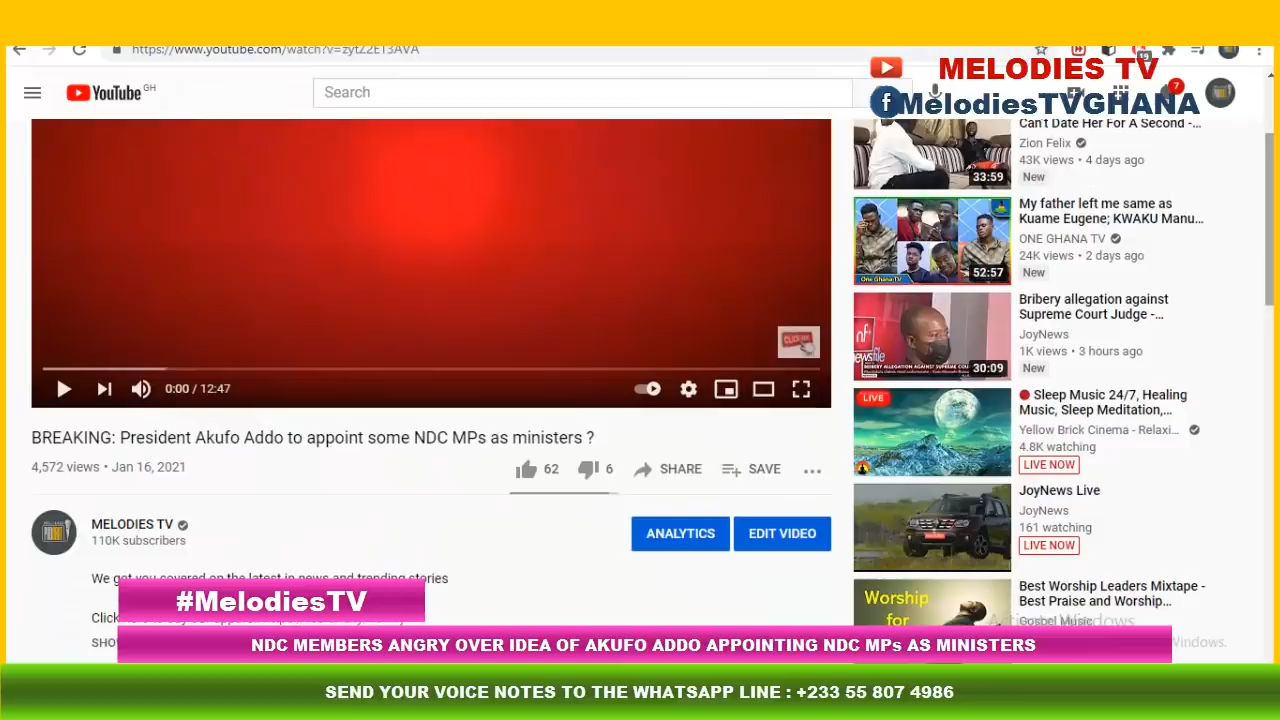 https://www.youtube.com/watch?v=zytZ2ET3AVA
MELODIES TV
MelodiesTVGHANA
YouTube GH
Search
7
Can't Date Her For A Second -...
Zion Felix
43K views • 4 days ago
New
33:59
My father left me same as
Kuame Eugene; KWAKU Manu...
ONE GHANA TV
24K views • 2 days ago
New
One Ghana TV
52:57
Bribery allegation against
Supreme Court Judge -...
JoyNews
1K views • 3 hours ago
New
30:09
CLICK
0:00 / 12:47
LIVE
Sleep Music 24/7, Healing
Music, Sleep Meditation,...
Yellow Brick Cinema - Relaxi...
4.8K watching
LIVE NOW
BREAKING: President Akufo Addo to appoint some NDC MPs as ministers ?
4,572 views • Jan 16, 2021
62
6
SHARE
SAVE
JoyNews Live
JoyNews
161 watching
LIVE NOW
MELODIES TV
110K subscribers
ANALYTICS
EDIT VIDEO
We got you covered on the latest in news and trending stories
Best Worship Leaders Mixtape -
Best Praise and Worship...
Gospel Music
Worship
for
#MelodiesTV
NDC MEMBERS ANGRY OVER IDEA OF AKUFO ADDO APPOINTING NDC MPs AS MINISTERS
Windows.
SEND YOUR VOICE NOTES TO THE WHATSAPP LINE : +233 55 807 4986